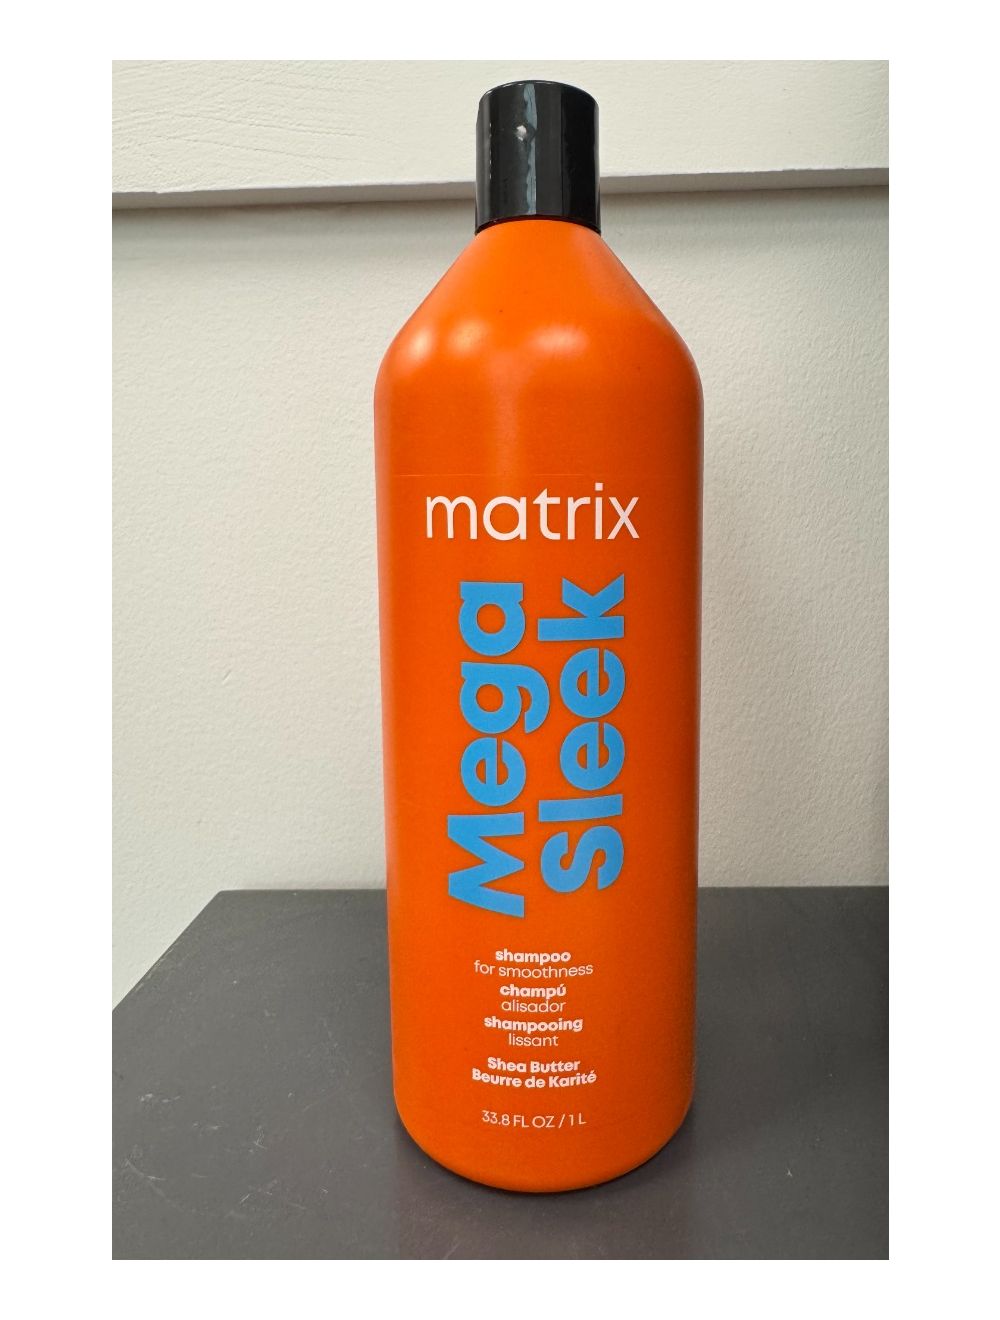 matrix
Mega
Sleek
shampoo
for smoothness
champú
alisador
shampooing
lissant
Shea Butter
Beurre de Karité
33.8 FL OZ / 1 L